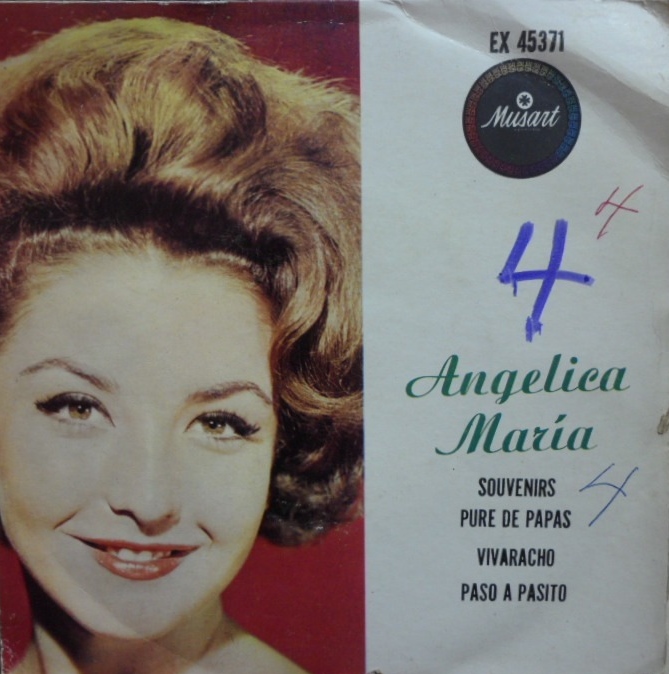 EX 45371
Musart
4
4
Angelica
María
SOUVENIRS
4
PURE DE PAPAS
VIVARACHO
PASO A PASITO